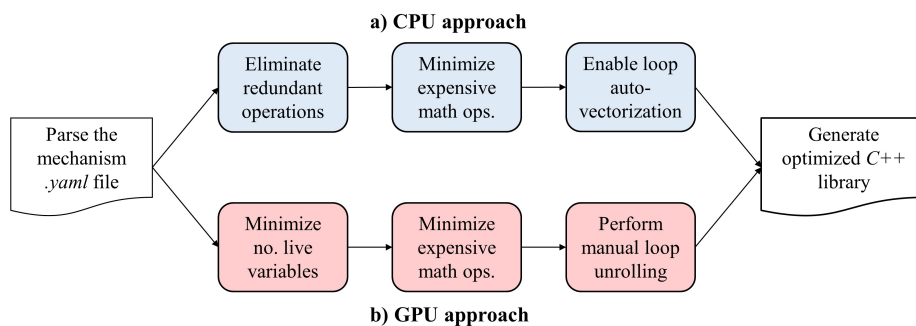 a) CPU approach
Parse the
mechanism
.yaml file
Eliminate
redundant
operations
Minimize
expensive
math ops.
Enable loop
auto-
vectorization
Minimize
no. live
variables
Minimize
expensive
math ops.
Perform
manual loop
unrolling
Generate
optimized C++
library
b) GPU approach